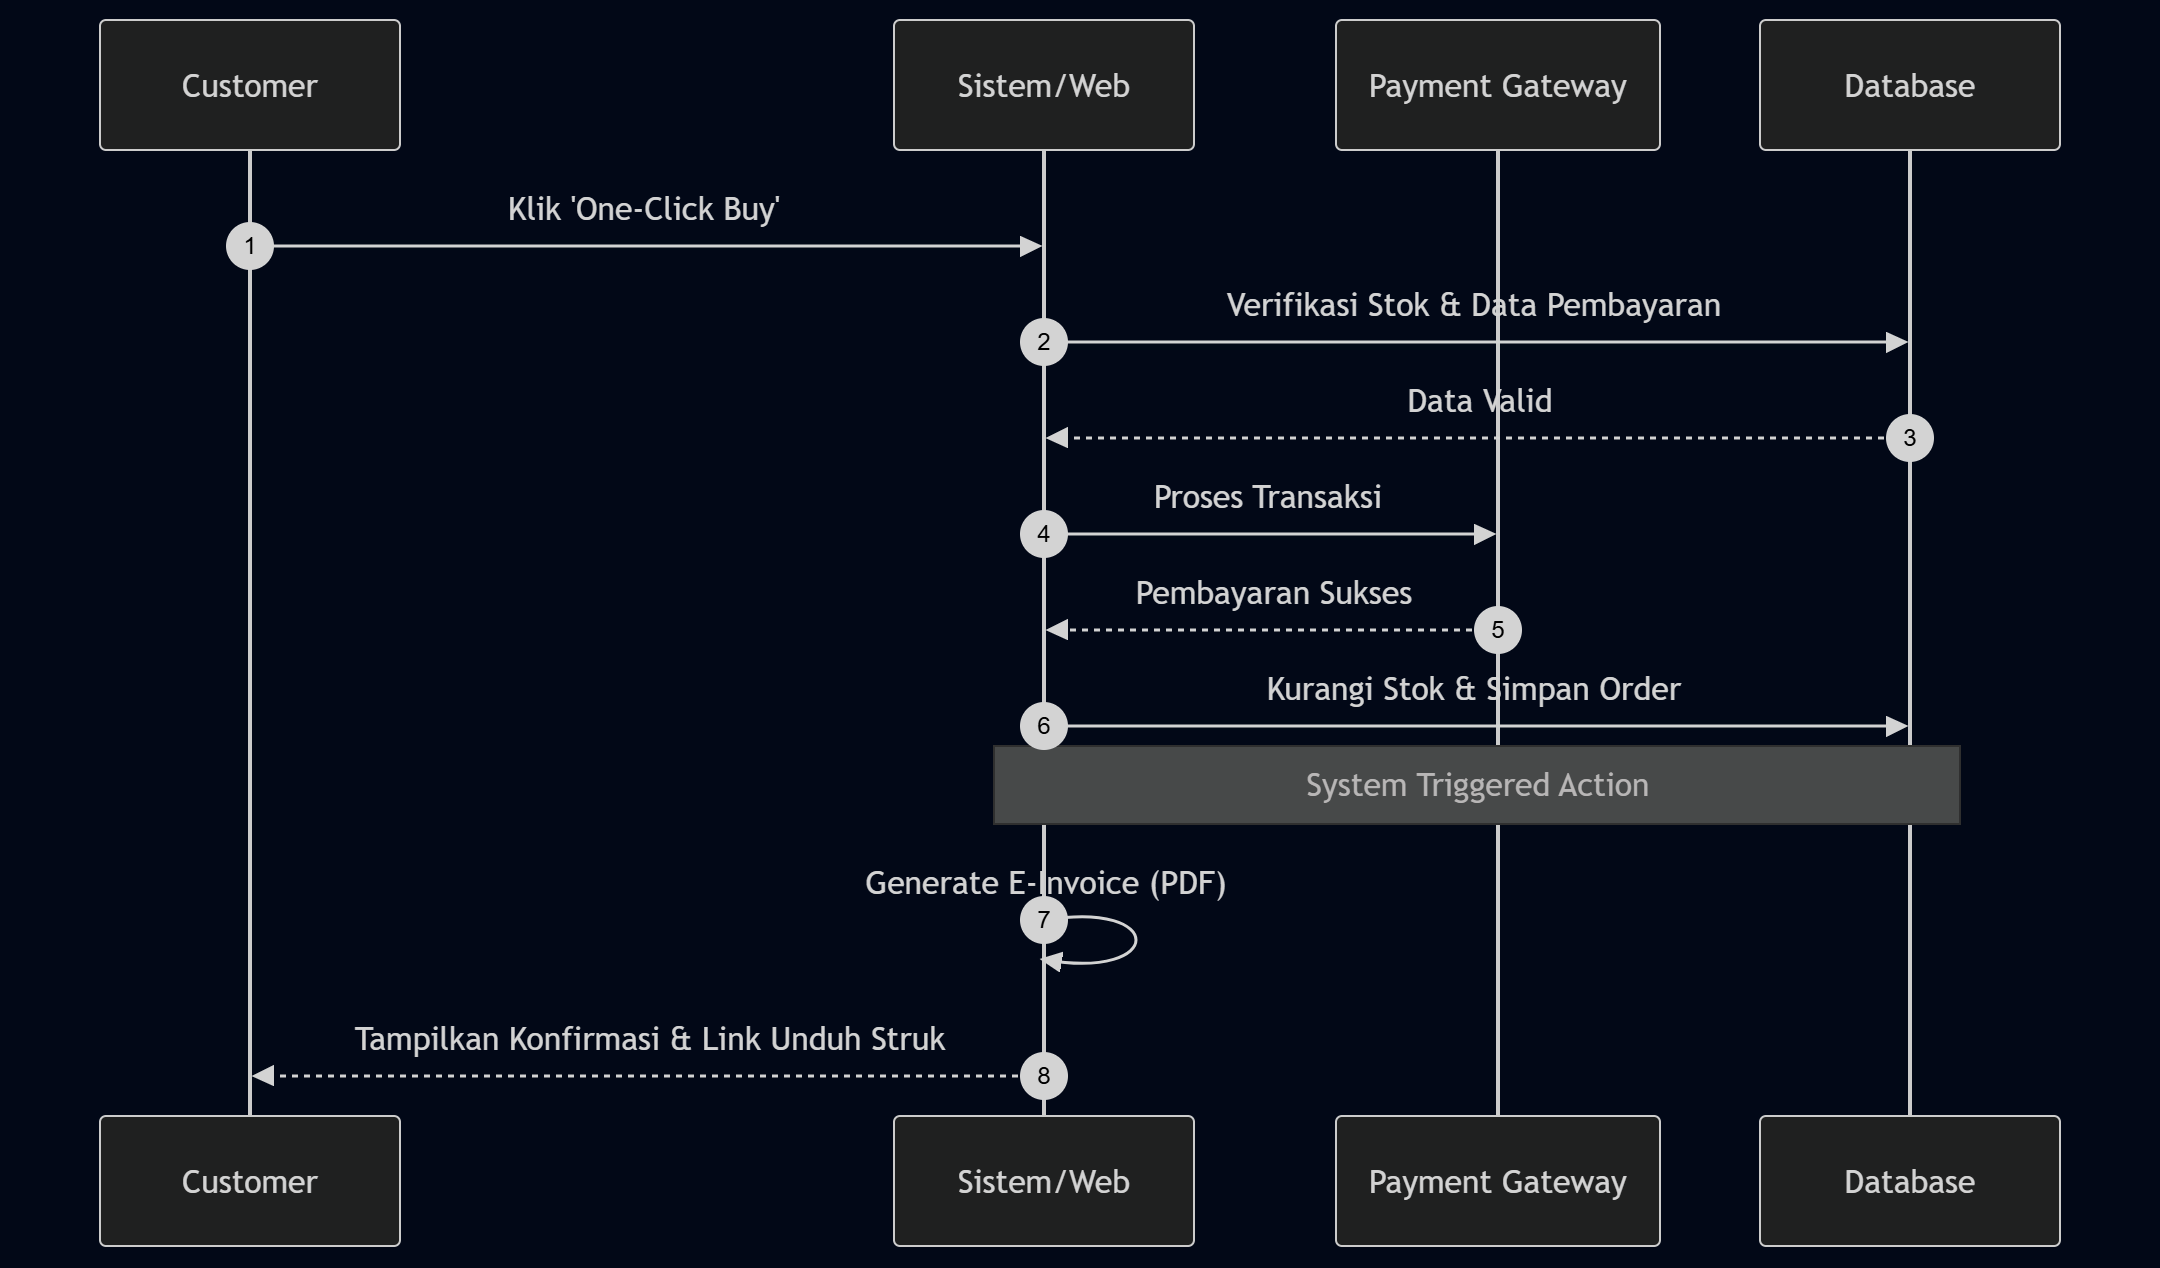 Customer
Sistem/Web
Payment Gateway
Database
Klik 'One-Click Buy'
1
Verifikasi Stok & Data Pembayaran
2
Data Valid
3
Proses Transaksi
4
Pembayaran Sukses
5
Kurangi Stok & Simpan Order
6
System Triggered Action
Generate E-Invoice (PDF)
7
Tampilkan Konfirmasi & Link Unduh Struk
8
Customer
Sistem/Web
Payment Gateway
Database